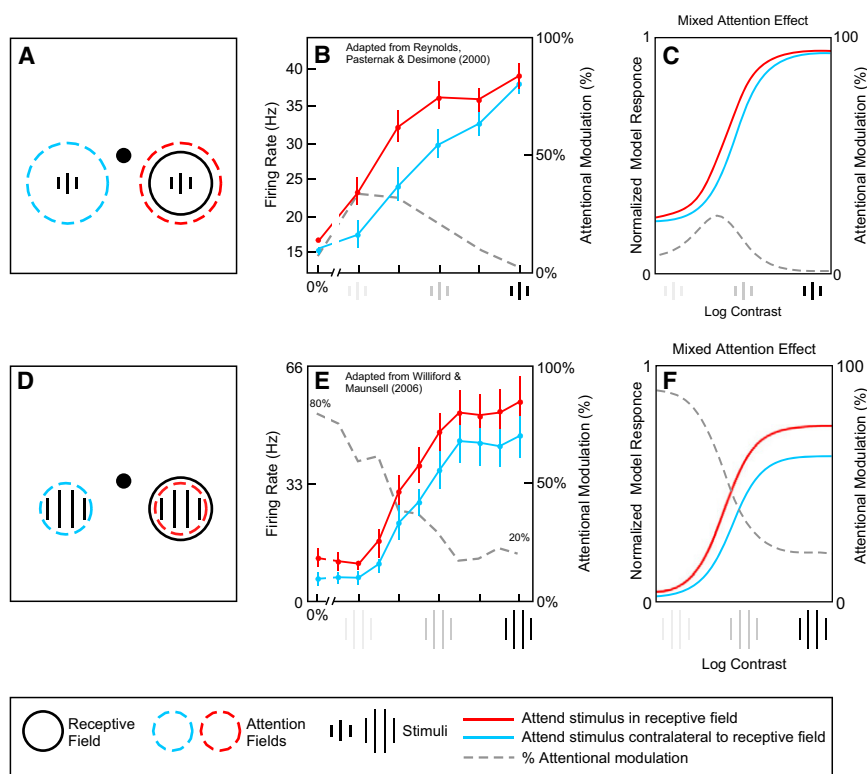 A
B
Adapted from Reynolds,
Pasternak & Desimone (2000)
Firing Rate (Hz)
40
35
30
25
20
15
0%
100%
50%
0%
Attentional Modulation (%)
Mixed Attention Effect
C
Normalized Model Response
1
0
100
0
Attentional Modulation (%)
Log Contrast
D
E
Adapted from Williford &
Maunsell (2006)
Firing Rate (Hz)
66
33
0
0%
80%
20%
100%
50%
0%
Attentional Modulation (%)
Mixed Attention Effect
F
Normalized Model Responce
1
0
100
0
Attentional Modulation (%)
Log Contrast
Receptive
Field
Attention
Fields
Stimuli
Attend stimulus in receptive field
Attend stimulus contralateral to receptive field
% Attentional modulation